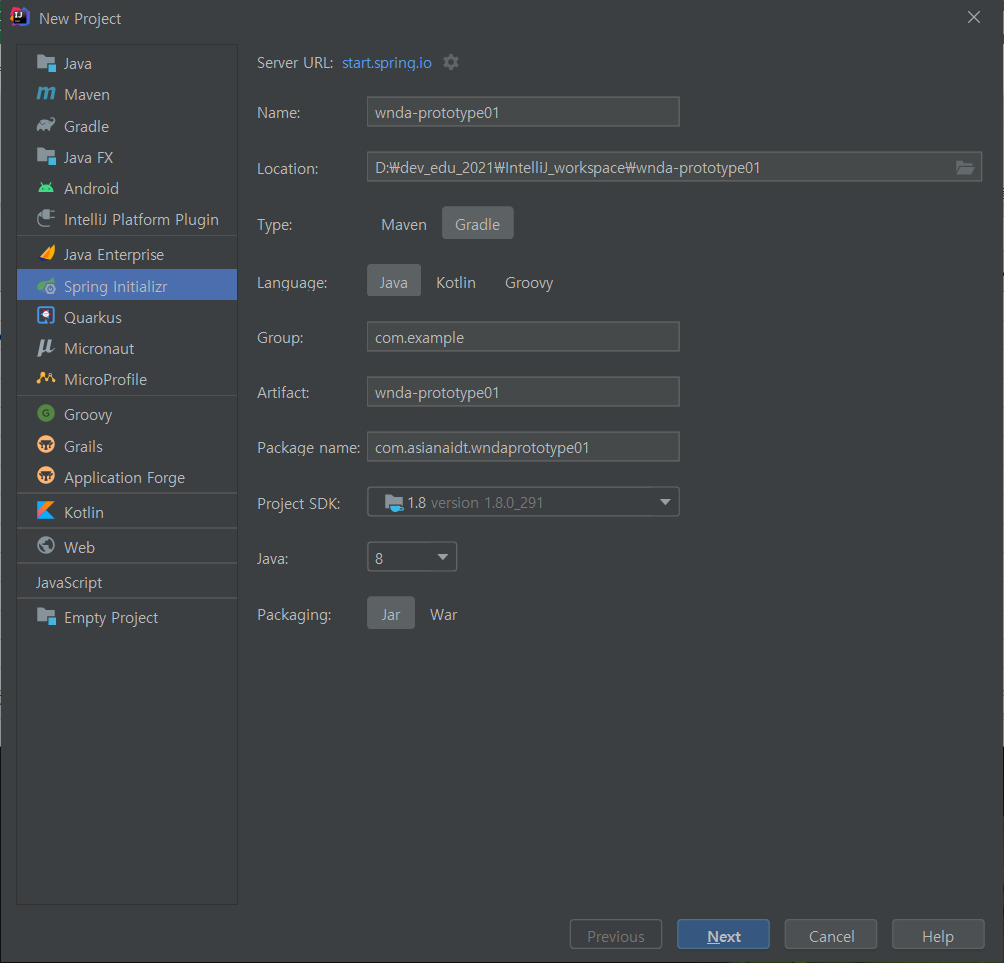 New Project
Java
Maven
Gradle
Java FX
Android
IntelliJ Platform Plugin
Java Enterprise
Spring Initializr
Quarkus
Micronaut
MicroProfile
Groovy
Grails
Application Forge
Kotlin
Web
JavaScript
Empty Project
Server URL: start.spring.io
Name: wnda-prototype01
Location: D:₩dev_edu_2021₩IntelliJ_workspace₩wnda-prototype01
Type: Maven Gradle
Language: Java Kotlin Groovy
Group: com.example
Artifact: wnda-prototype01
Package name: com.asianaidt.wndaprototype01
Project SDK: 1.8 version 1.8.0_291
Java: 8
Packaging: Jar War
Previous Next Cancel Help